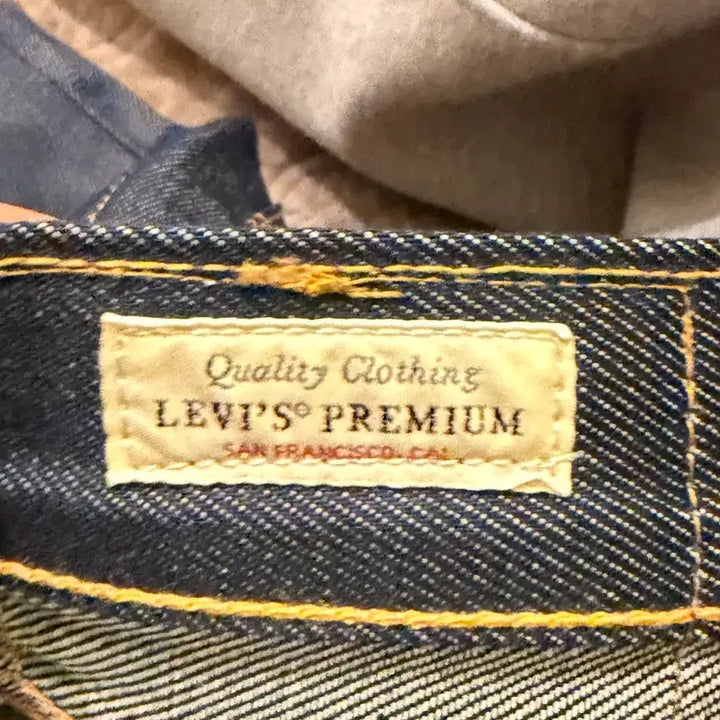 Quality Clothing
LEVI'S® PREMIUM
SAN FRANCISCO, CAL.